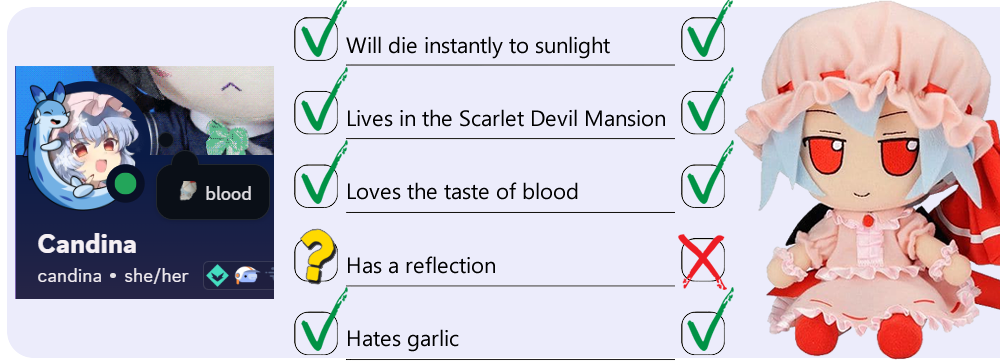 Will die instantly to sunlight
Lives in the Scarlet Devil Mansion
Loves the taste of blood
Has a reflection
Hates garlic
blood
Candina
candina • she/her
?